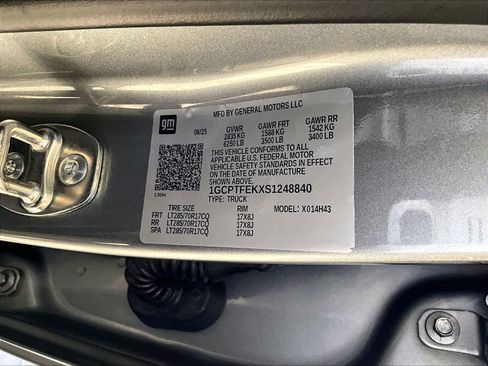 MFD BY GENERAL MOTORS LLC
gm
06/25 GVWR GAWR FRT GAWR RR
2835 KG 1588 KG 1542 KG
6250 LB 3500 LB 3400 LB
THIS VEHICLE CONFORMS TO ALL
APPLICABLE U.S. FEDERAL MOTOR
VEHICLE SAFETY STANDARDS IN EFFECT
ON THE DATE OF MANUFACTURE
SHOWN ABOVE.
1GCPTFEKXS1248840
TYPE: TRUCK
TIRE SIZE RIM MODEL: X014H43
FRT LT285/70R17CQ 17X8J
RR LT285/70R17CQ 17X8J
SPA LT285/70R17CQ 17X8J